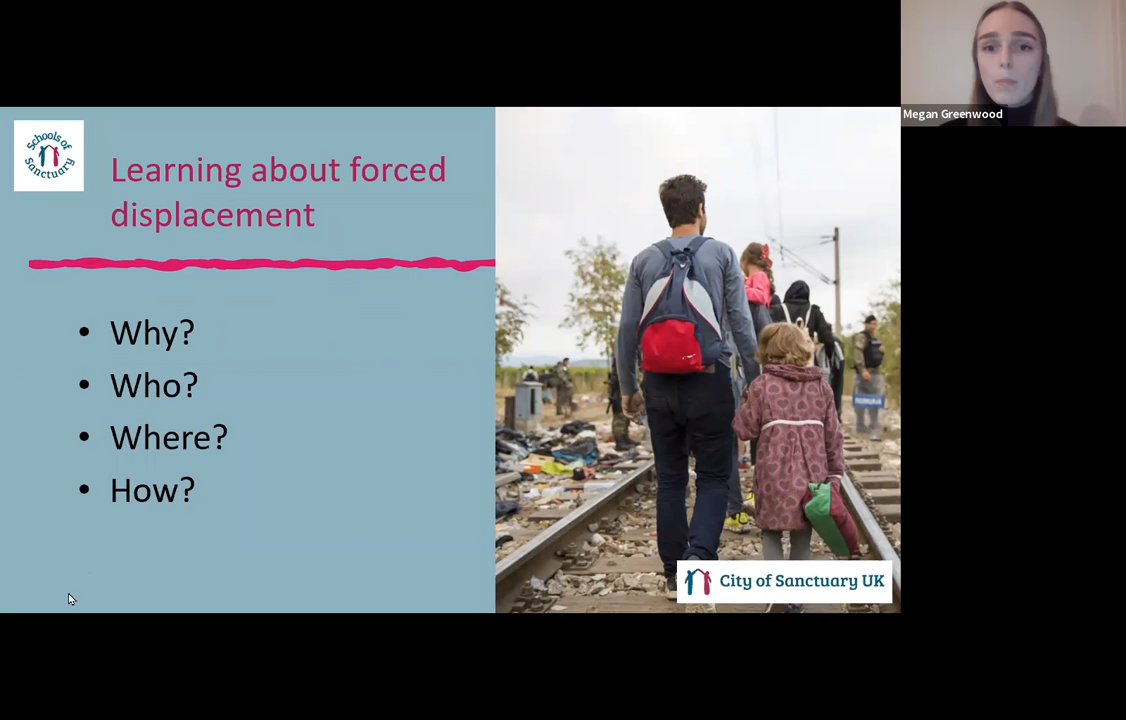 Megan Greenwood
Schools of
Sanctuary
Learning about forced
displacement
• Why?
• Who?
• Where?
• How?
City of Sanctuary UK